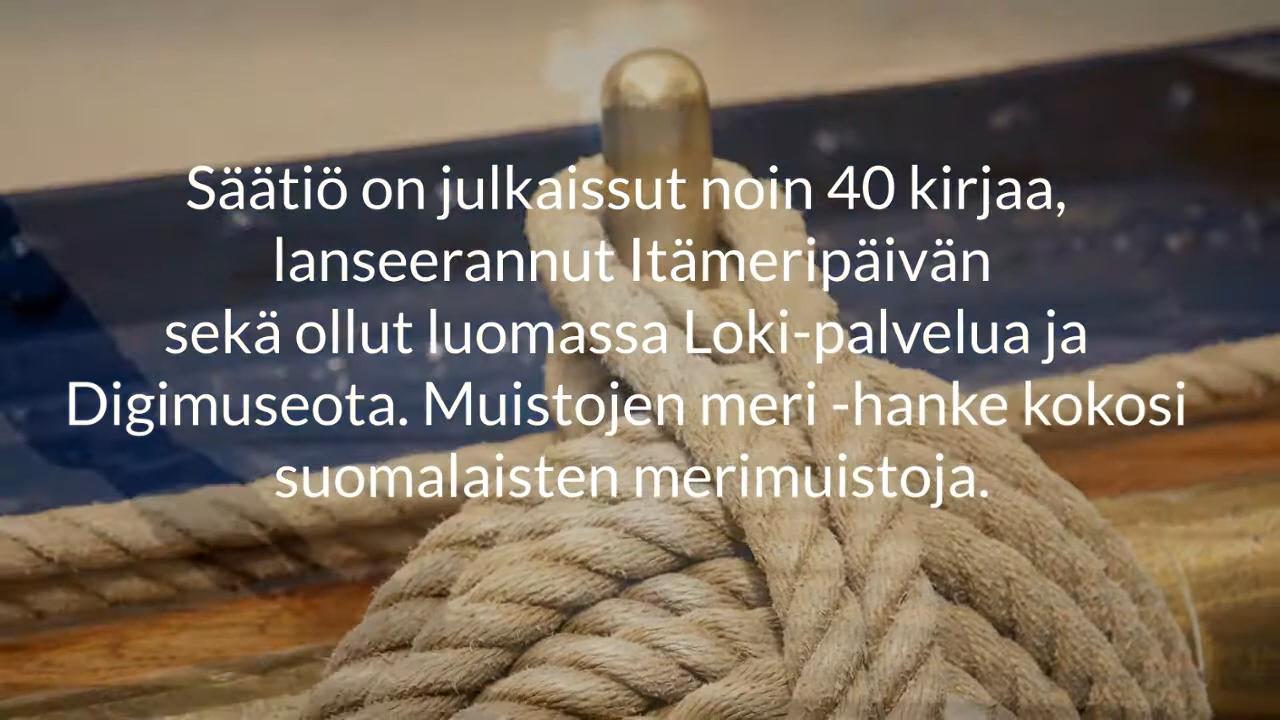 Säätiö on julkaissut noin 40 kirjaa,
lanseerannut Itämeripäivän
sekä ollut luomassa Loki-palvelua ja
Digimuseota. Muistojen meri -hanke kokosi
suomalaisten merimuistoja.